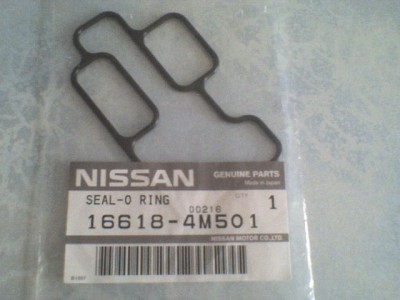 NISSAN
GENUINE PARTS
Made in Japan
SEAL-O RING
1
00216
16618-4M501
NISSAN MOTOR CO.,LTD.